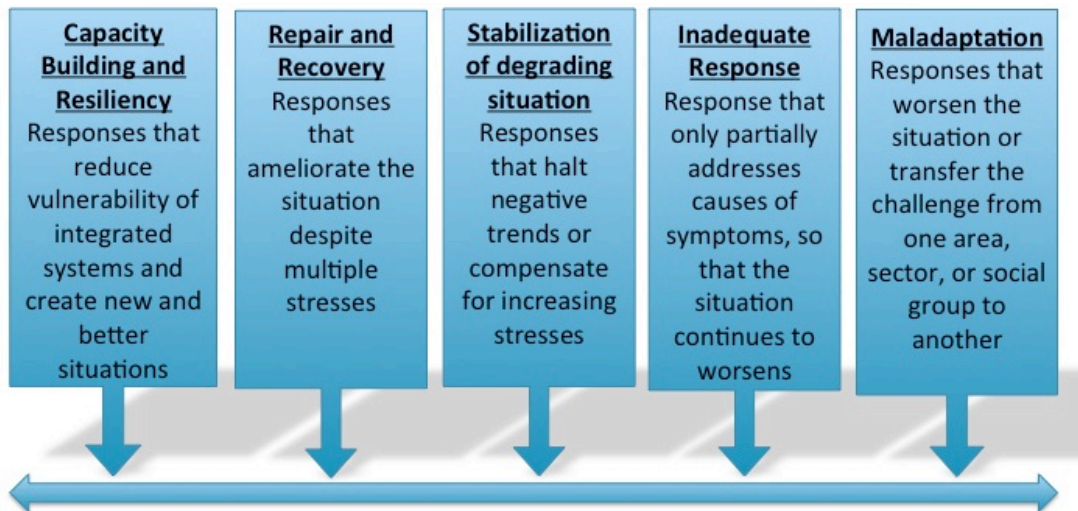 Capacity
Building and
Resiliency
Responses that
reduce
vulnerability of
integrated
systems and
create new and
better
situations
Repair and
Recovery
Responses
that
ameliorate the
situation
despite
multiple
stresses
Stabilization
of degrading
situation
Responses
that halt
negative
trends or
compensate
for increasing
stresses
Inadequate
Response
Response that
only partially
addresses
causes of
symptoms, so
that the
situation
continues to
worsens
Maladaptation
Responses that
worsen the
situation or
transfer the
challenge from
one area,
sector, or social
group to
another